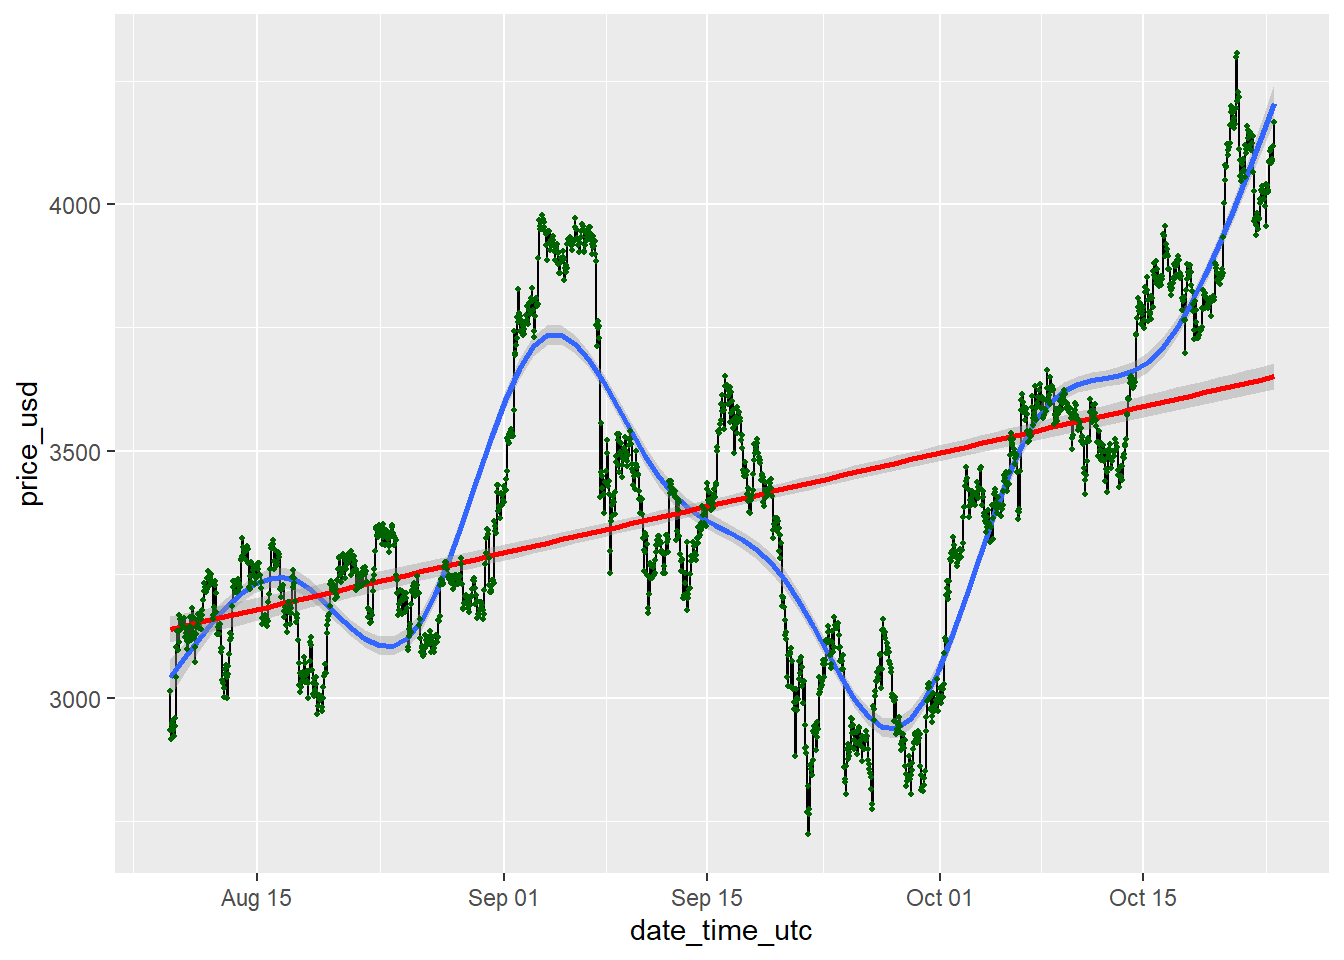 price_usd
4000
3500
3000
Aug 15
Sep 01
Sep 15
Oct 01
Oct 15
date_time_utc